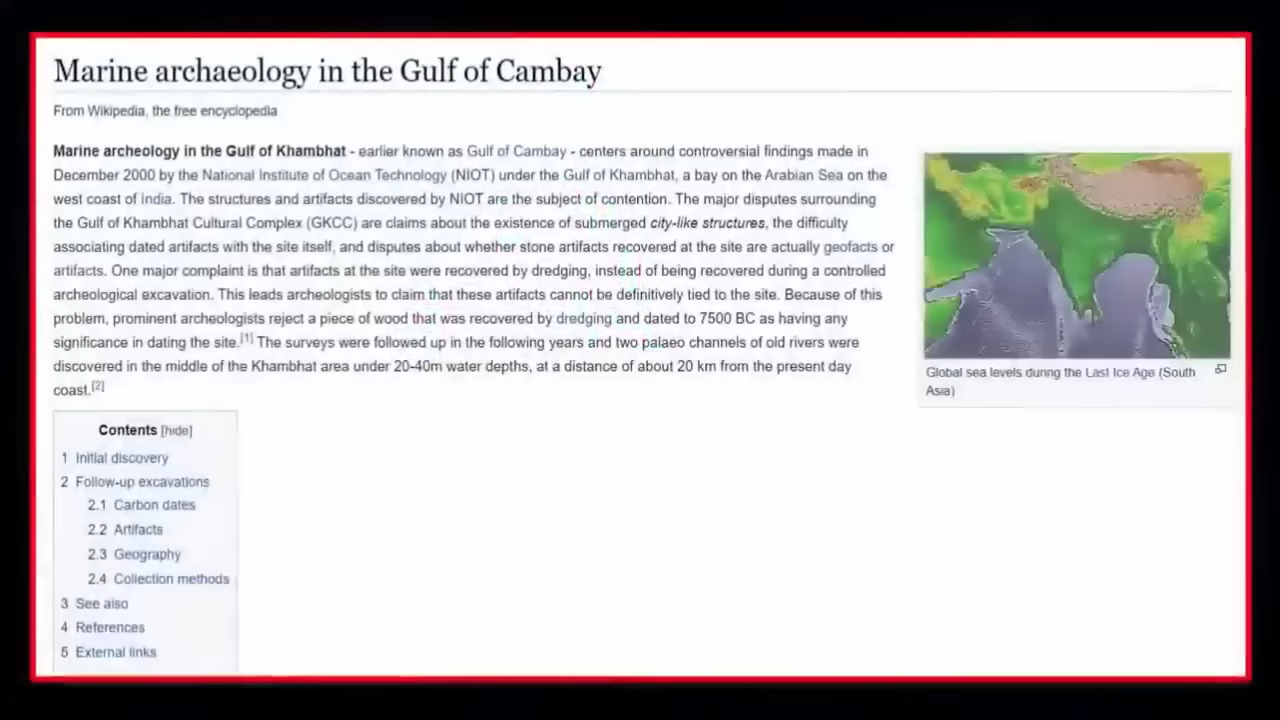 Marine archaeology in the Gulf of Cambay
From Wikipedia, the free encyclopedia
Marine archeology in the Gulf of Khambhat - earlier known as Gulf of Cambay - centers around controversial findings made in
December 2000 by the National Institute of Ocean Technology (NIOT) under the Gulf of Khambhat, a bay on the Arabian Sea on the
west coast of India. The structures and artifacts discovered by NIOT are the subject of contention. The major disputes surrounding
the Gulf of Khambhat Cultural Complex (GKCC) are claims about the existence of submerged city-like structures, the difficulty
associating dated artifacts with the site itself, and disputes about whether stone artifacts recovered at the site are actually geofacts or
artifacts. One major complaint is that artifacts at the site were recovered by dredging, instead of being recovered during a controlled
archeological excavation. This leads archeologists to claim that these artifacts cannot be definitively tied to the site. Because of this
problem, prominent archeologists reject a piece of wood that was recovered by dredging and dated to 7500 BC as having any
significance in dating the site.[1] The surveys were followed up in the following years and two palaeo channels of old rivers were
discovered in the middle of the Khambhat area under 20-40m water depths, at a distance of about 20 km from the present day
coast.[2]
Global sea levels during the Last Ice Age (South
Asia)
Contents [hide]
1 Initial discovery
2 Follow-up excavations
2.1 Carbon dates
2.2 Artifacts
2.3 Geography
2.4 Collection methods
3 See also
4 References
5 External links